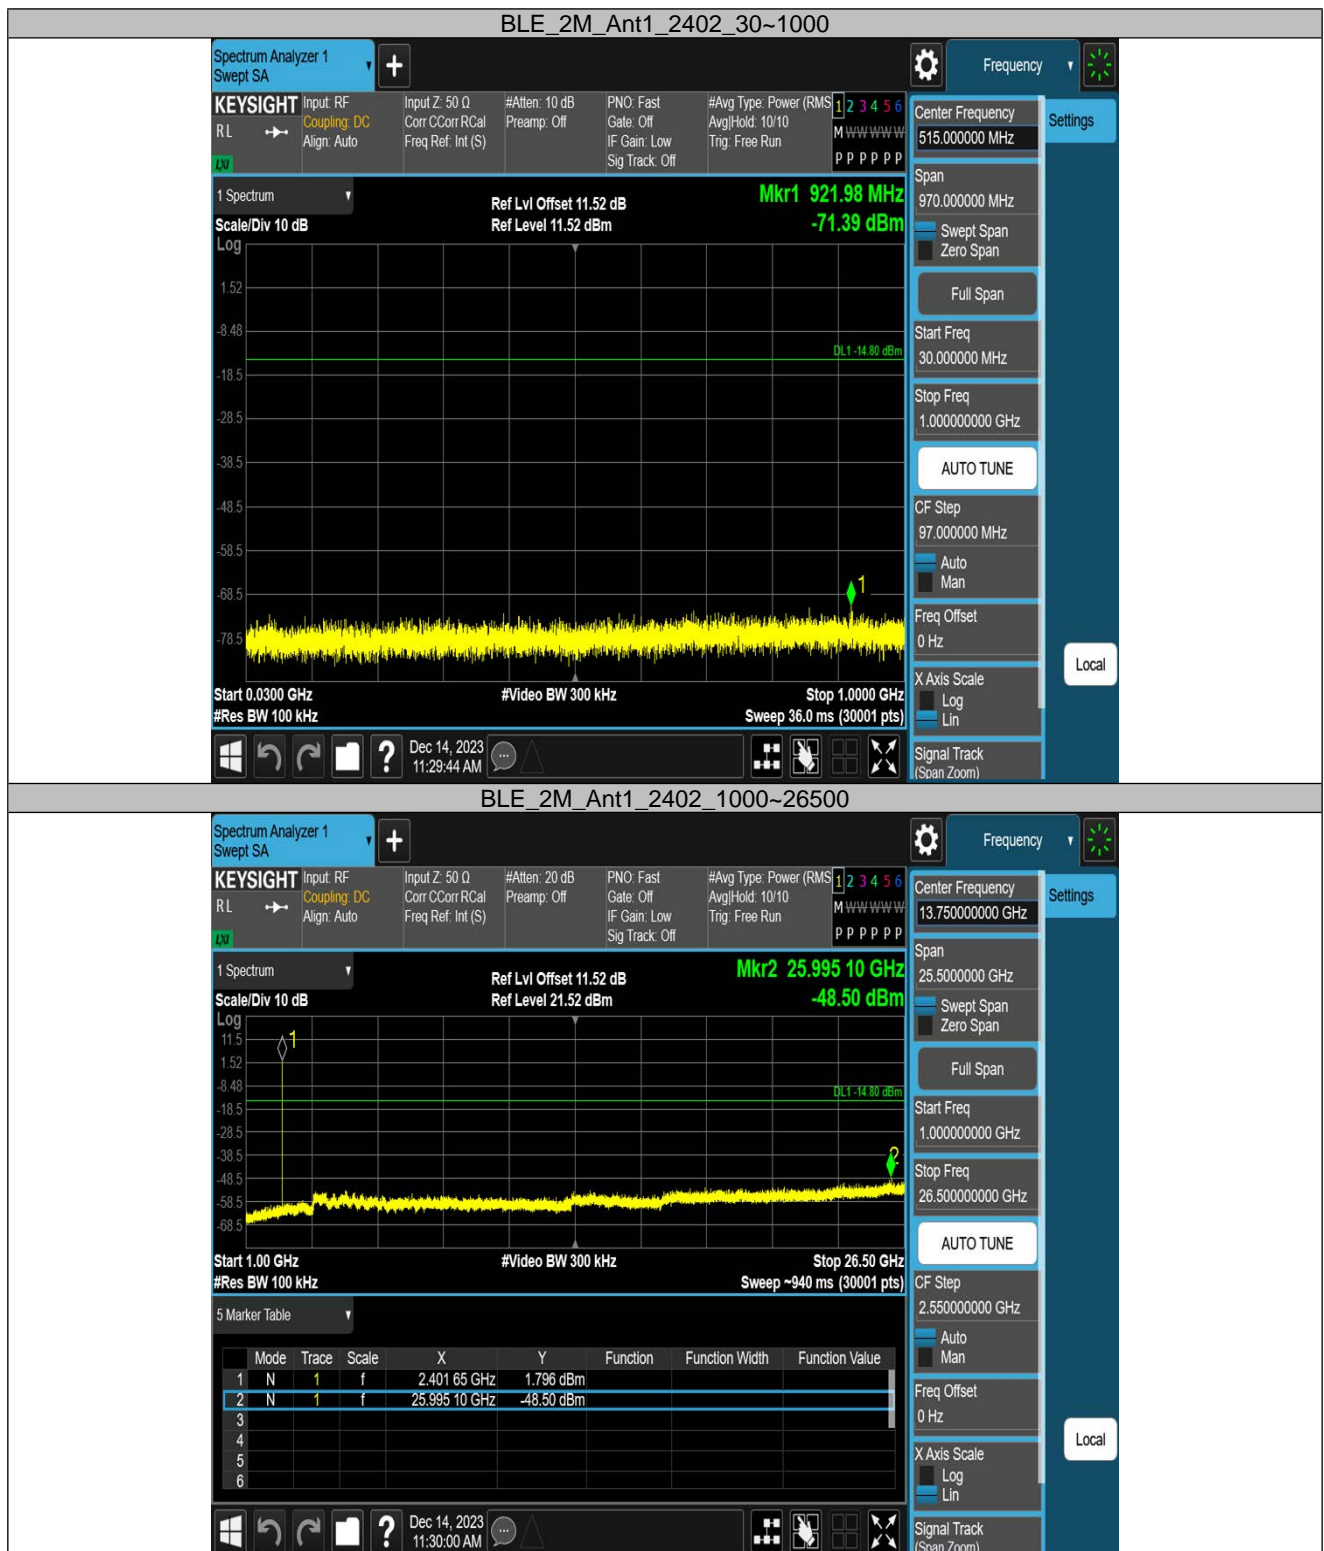 BLE_2M_Ant1_2402_30~1000
Spectrum Analyzer 1
Swept SA
Frequency
KEYSIGHT
RL
LXI
Input: RF
Coupling: DC
Align: Auto
Input Z: 50 Ω
Corr CCorr RCal
Freq Ref: Int (S)
#Atten: 10 dB
Preamp: Off
PNO: Fast
Gate: Off
IF Gain: Low
Sig Track: Off
#Avg Type: Power (RMS
Avg|Hold: 10/10
Trig: Free Run
1 2 3 4 5 6
M W W W W W
P P P P P P
1 Spectrum
Scale/Div 10 dB
Ref Lvl Offset 11.52 dB
Ref Level 11.52 dBm
Mkr1 921.98 MHz
-71.39 dBm
Log
1.52
-8.48
DL1 -14.80 dBm
-18.5
-28.5
-38.5
-48.5
-58.5
-68.5
1
-78.5
Start 0.0300 GHz
#Video BW 300 kHz
Stop 1.0000 GHz
#Res BW 100 kHz
Sweep 36.0 ms (30001 pts)
Dec 14, 2023
11:29:44 AM
Center Frequency
515.000000 MHz
Settings
Span
970.000000 MHz
Swept Span
Zero Span
Full Span
Start Freq
30.000000 MHz
Stop Freq
1.000000000 GHz
AUTO TUNE
CF Step
97.000000 MHz
Auto
Man
Freq Offset
0 Hz
Local
X Axis Scale
Log
Lin
Signal Track
(Span Zoom)
BLE_2M_Ant1_2402_1000~26500
Spectrum Analyzer 1
Swept SA
Frequency
KEYSIGHT
RL
LXI
Input: RF
Coupling: DC
Align: Auto
Input Z: 50 Ω
Corr CCorr RCal
Freq Ref: Int (S)
#Atten: 20 dB
Preamp: Off
PNO: Fast
Gate: Off
IF Gain: Low
Sig Track: Off
#Avg Type: Power (RMS
Avg|Hold: 10/10
Trig: Free Run
1 2 3 4 5 6
M W W W W W
P P P P P P
1 Spectrum
Scale/Div 10 dB
Ref Lvl Offset 11.52 dB
Ref Level 21.52 dBm
Mkr2 25.995 10 GHz
-48.50 dBm
Log
11.5
1
1.52
-8.48
DL1 -14.80 dBm
-18.5
-28.5
-38.5
2
-48.5
-58.5
-68.5
Start 1.00 GHz
#Video BW 300 kHz
Stop 26.50 GHz
#Res BW 100 kHz
Sweep ~940 ms (30001 pts)
5 Marker Table
Mode Trace Scale X Y Function Function Width Function Value
1 N 1 f 2.401 65 GHz 1.796 dBm
2 N 1 f 25.995 10 GHz -48.50 dBm
3
4
5
6
Dec 14, 2023
11:30:00 AM
Center Frequency
13.750000000 GHz
Settings
Span
25.5000000 GHz
Swept Span
Zero Span
Full Span
Start Freq
1.000000000 GHz
Stop Freq
26.500000000 GHz
AUTO TUNE
CF Step
2.550000000 GHz
Auto
Man
Freq Offset
0 Hz
Local
X Axis Scale
Log
Lin
Signal Track
(Span Zoom)